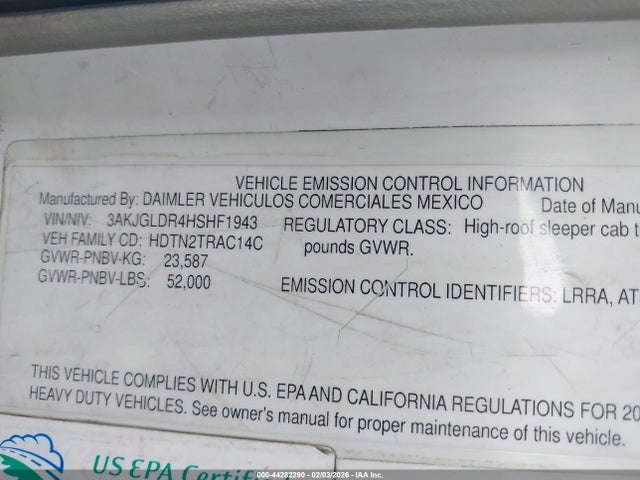 VEHICLE EMISSION CONTROL INFORMATION
Manufactured By: DAIMLER VEHICULOS COMERCIALES MEXICO Date of Manu
VIN/NIV: 3AKJGLDR4HSHF1943 REGULATORY CLASS: High-roof sleeper cab t
VEH FAMILY CD: HDTN2TRAC14C pounds GVWR.
GVWR-PNBV-KG: 23,587
GVWR-PNBV-LBS: 52,000 EMISSION CONTROL IDENTIFIERS: LRRA, AT
THIS VEHICLE COMPLIES WITH U.S. EPA AND CALIFORNIA REGULATIONS FOR 20
HEAVY DUTY VEHICLES. See owner's manual for proper maintenance of this vehicle.
US EPA Certif
000-44282290 - 02/03/2026 - IAA Inc.